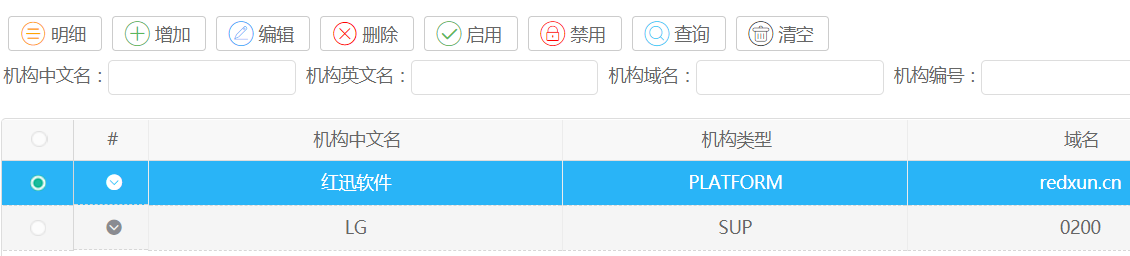 明细 增加 编辑 删除 启用 禁用 查询 清空
机构中文名： 机构英文名： 机构域名： 机构编号：
# 机构中文名 机构类型 域名
红迅软件 PLATFORM redxun.cn
LG SUP 0200